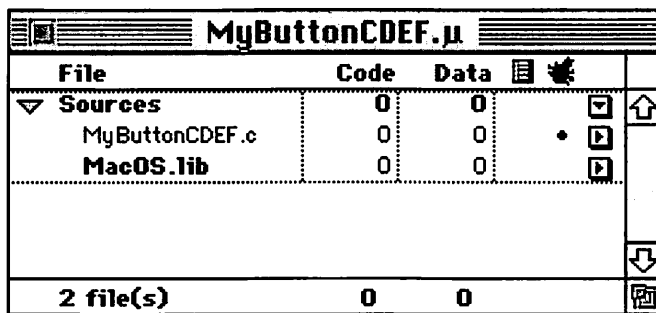 MyButtonCDEF.µ
File Code Data
Sources 0 0
MyButtonCDEF.c 0 0
MacOS.lib 0 0
2 file(s) 0 0